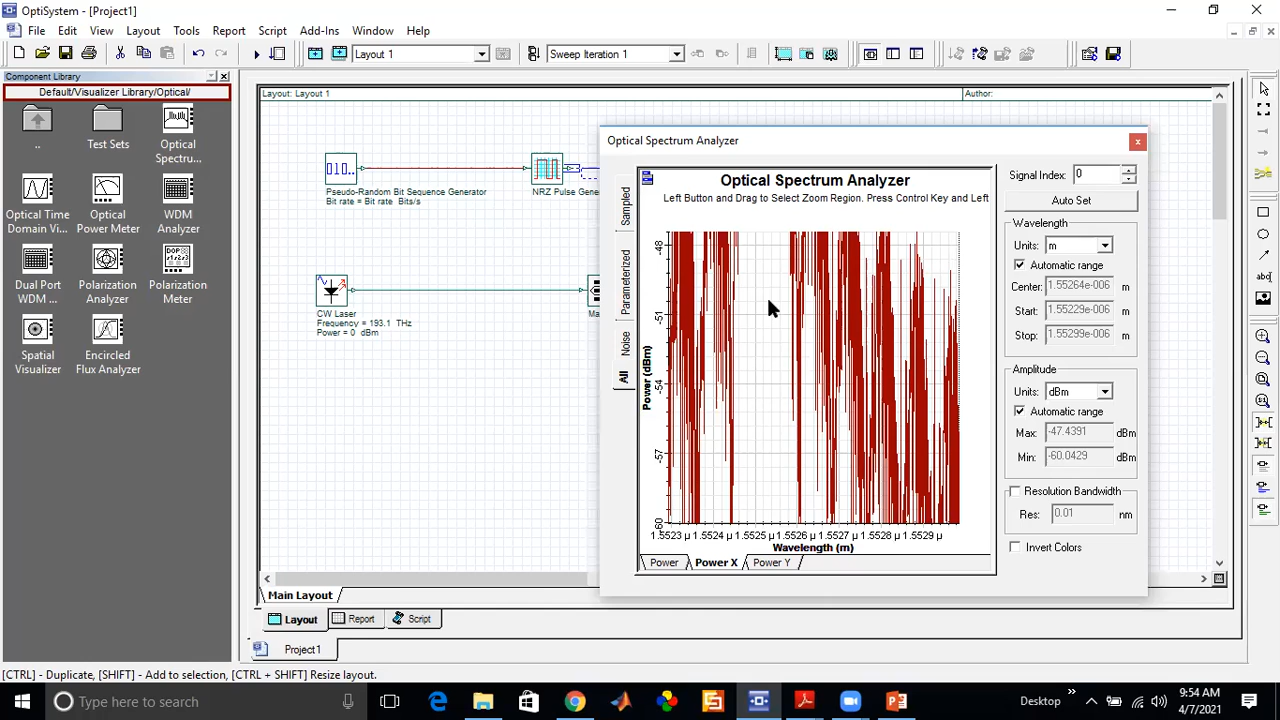 OptiSystem - [Project1]
File Edit View Layout Tools Report Script Add-Ins Window Help
Layout 1
Sweep Iteration 1
Component Library
Default/Visualizer Library/Optical/
..
Test Sets
Optical
Spectru...
Optical Time
Domain Vi...
Optical
Power Meter
WDM
Analyzer
Dual Port
WDM ...
Polarization
Analyzer
Polarization
Meter
Spatial
Visualizer
Encircled
Flux Analyzer
Layout: Layout 1
Author:
010..
Pseudo-Random Bit Sequence Generator
Bit rate = Bit rate Bits/s
NRZ Pulse Gene
CW Laser
Frequency = 193.1 THz
Power = 0 dBm
Ma
Optical Spectrum Analyzer
Optical Spectrum Analyzer
Left Button and Drag to Select Zoom Region. Press Control Key and Left
Sampled
Parameterized
Noise
All
Power (dBm)
-48
-51
-54
-57
-60
1.5523 µ 1.5524 µ 1.5525 µ 1.5526 µ 1.5527 µ 1.5528 µ 1.5529 µ
Wavelength (m)
Power Power X Power Y
Signal Index: 0
Auto Set
Wavelength
Units: m
Automatic range
Center: 1.55264e-006 m
Start: 1.55229e-006 m
Stop: 1.55299e-006 m
Amplitude
Units: dBm
Automatic range
Max: -47.4391 dBm
Min: -60.0429 dBm
Resolution Bandwidth
Res: 0.01 nm
Invert Colors
abc
Main Layout
Layout Report Script
Project1
[CTRL] - Duplicate, [SHIFT] - Add to selection, [CTRL + SHIFT] Resize layout.
Type here to search
Desktop
9:54 AM
4/7/2021